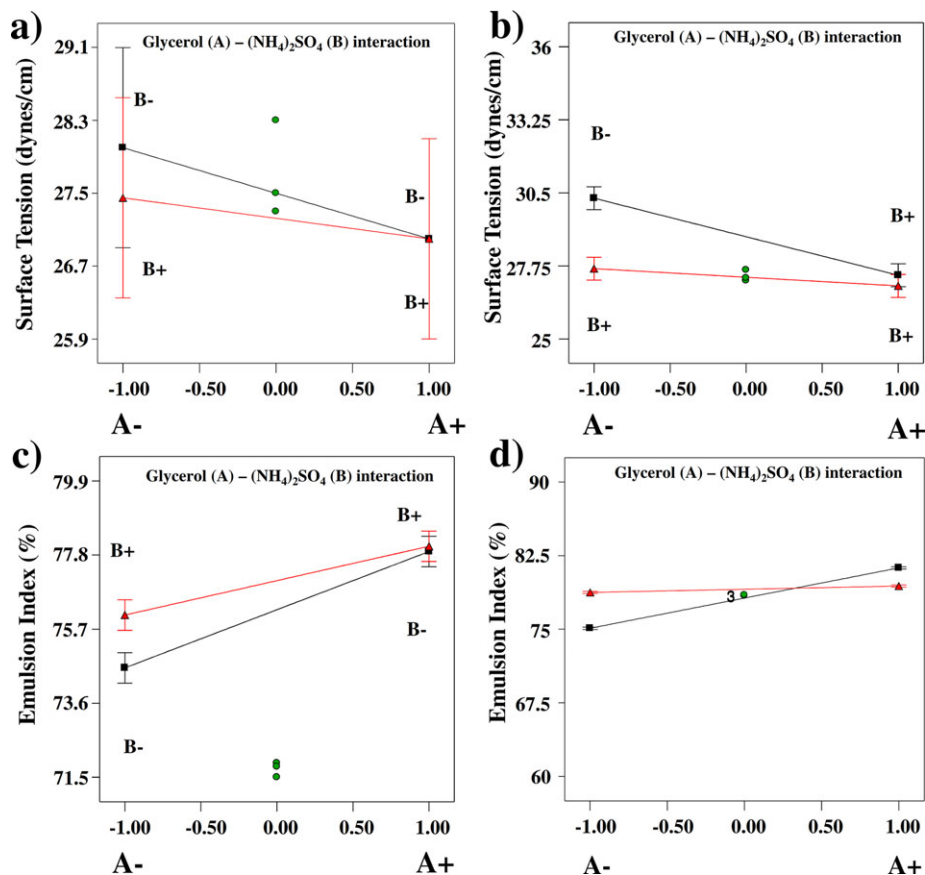 a)
Glycerol (A) – (NH4)2SO4 (B) interaction
Surface Tension (dynes/cm)
29.1
28.3
27.5
26.7
25.9
B-
B+
B-
B+
-1.00
0.50
0.00
0.50
1.00
A-
A+
b)
Glycerol (A) – (NH4)2SO4 (B) interaction
Surface Tension (dynes/cm)
36
33.25
30.5
27.75
25
B-
B+
B+
B+
-1.00
0.50
0.00
0.50
1.00
A-
A+
c)
Glycerol (A) – (NH4)2SO4 (B) interaction
Emulsion Index (%)
79.9
77.8
75.7
73.6
71.5
B+
B-
B+
B-
-1.00
0.50
0.00
0.50
1.00
A-
A+
d)
Glycerol (A) – (NH4)2SO4 (B) interaction
Emulsion Index (%)
90
82.5
75
67.5
60
3
-1.00
0.50
0.00
0.50
1.00
A-
A+